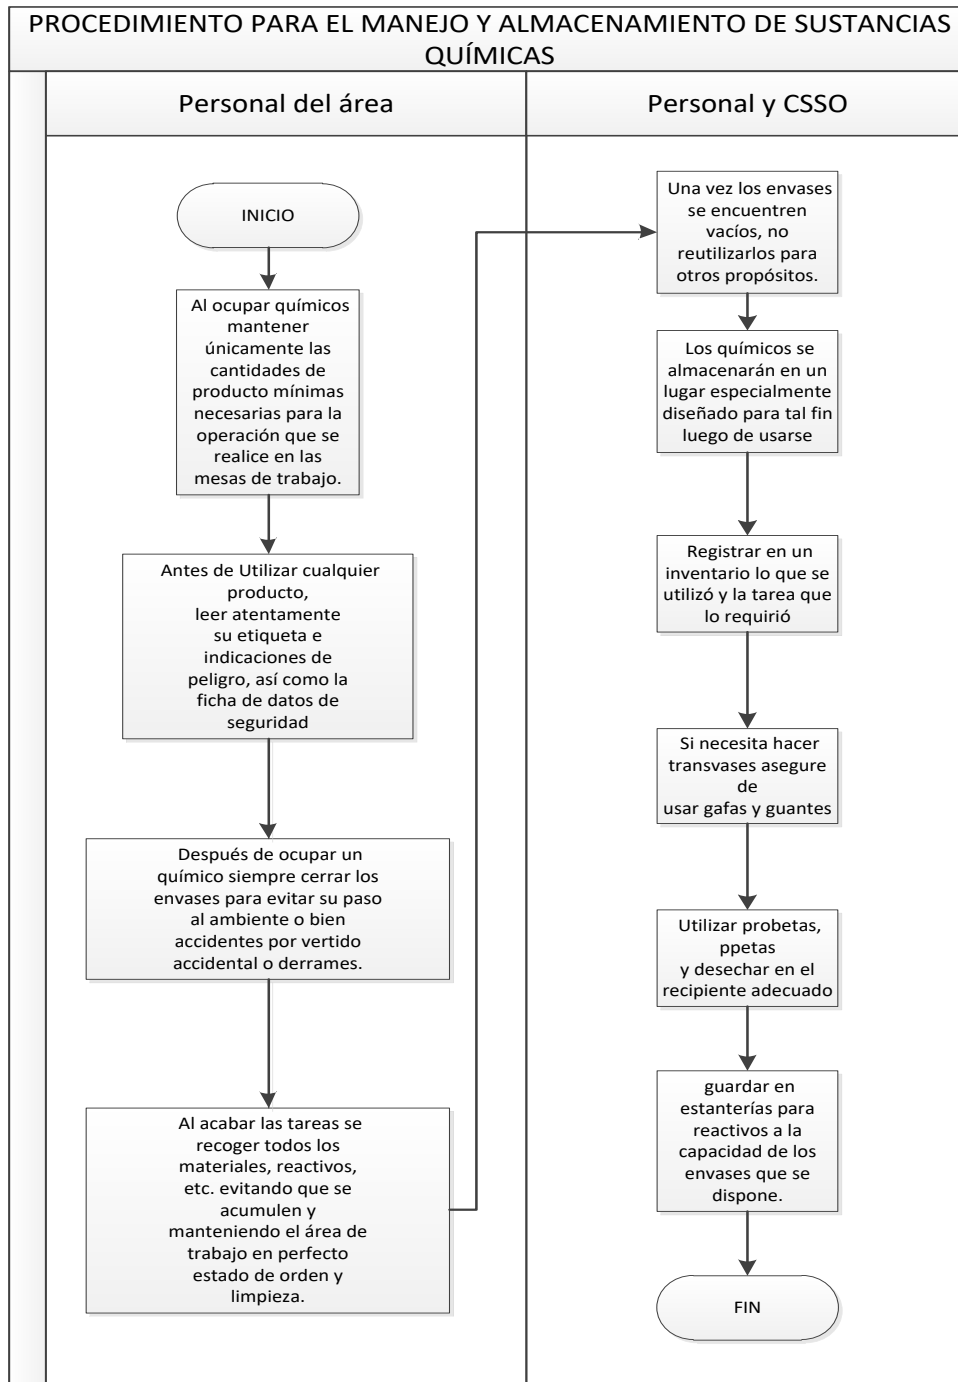 PROCEDIMIENTO PARA EL MANEJO Y ALMACENAMIENTO DE SUSTANCIAS
QUÍMICAS
Personal del área
INICIO
Al ocupar químicos
mantener
únicamente las
cantidades de
producto mínimas
necesarias para la
operación que se
realice en las
mesas de trabajo.
Antes de Utilizar cualquier
producto,
leer atentamente
su etiqueta e
indicaciones de
peligro, así como la
ficha de datos de
seguridad
Después de ocupar un
químico siempre cerrar los
envases para evitar su paso
al ambiente o bien
accidentes por vertido
accidental o derrames.
Al acabar las tareas se
recoger todos los
materiales, reactivos,
etc. evitando que se
acumulen y
manteniendo el área de
trabajo en perfecto
estado de orden y
limpieza.
Personal y CSSO
Una vez los envases
se encuentren
vacíos, no
reutilizarlos para
otros propósitos.
Los químicos se
almacenarán en un
lugar especialmente
diseñado para tal fin
luego de usarse
Registrar en un
inventario lo que se
utilizó y la tarea que
lo requirió
Si necesita hacer
transvases asegure
de
usar gafas y guantes
Utilizar probetas,
ppetas
y desechar en el
recipiente adecuado
guardar en
estanterías para
reactivos a la
capacidad de los
envases que se
dispone.
FIN